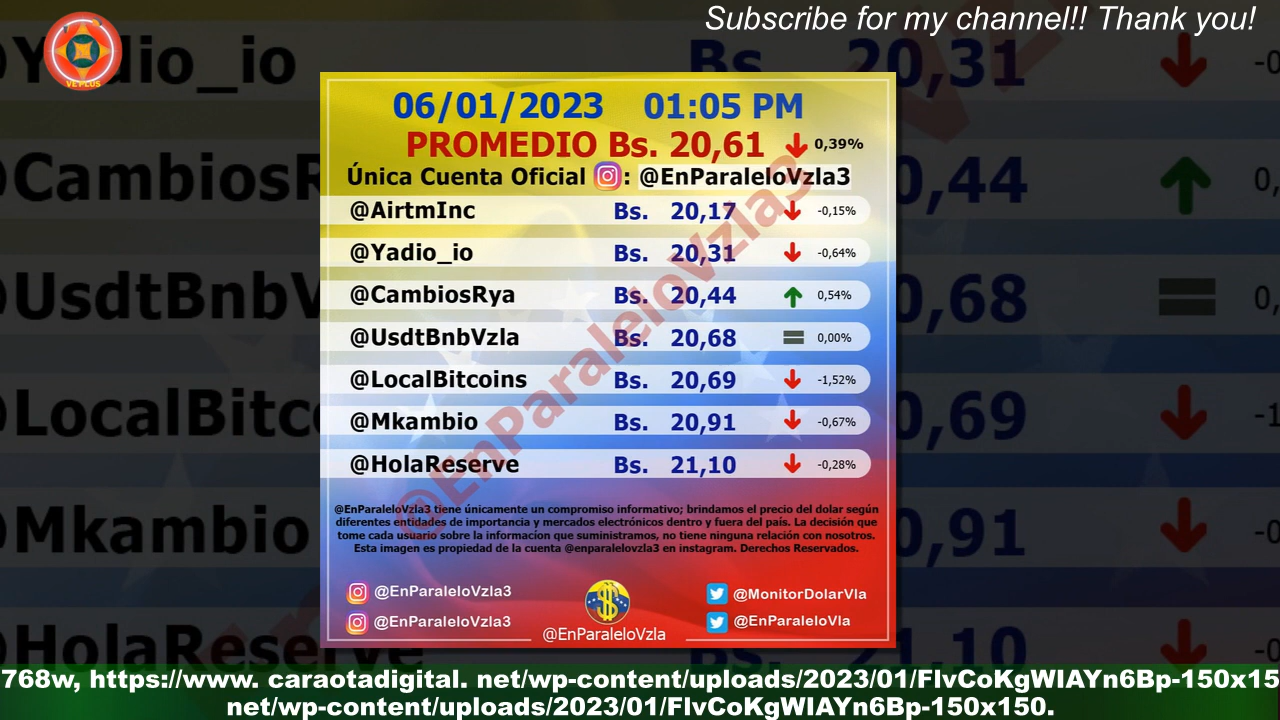 Subscribe for my channel!! Thank you!
VE PLUS
06/01/2023 01:05 PM
PROMEDIO Bs. 20,61 0,39%
Única Cuenta Oficial : @EnParaleloVzla3
@AirtmInc Bs. 20,17 -0,15%
@Yadio_io Bs. 20,31 -0,64%
@CambiosRya Bs. 20,44 0,54%
@UsdtBnbVzla Bs. 20,68 0,00%
@LocalBitcoins Bs. 20,69 -1,52%
@Mkambio Bs. 20,91 -0,67%
@HolaReserve Bs. 21,10 -0,28%
@EnParaleloVzla3
@EnParaleloVzla3 tiene únicamente un compromiso informativo; brindamos el precio del dolar según
diferentes entidades de importancia y mercados electrónicos dentro y fuera del país. La decisión que
tome cada usuario sobre la informacíon que suministramos, no tiene ninguna relación con nosotros.
Esta imagen es propiedad de la cuenta @enparalelovzla3 en instagram. Derechos Reservados.
@EnParaleloVzla3 @MonitorDolarVla
@EnParaleloVzla3 @EnParaleloVla
@EnParaleloVzla
768w, https://www. caraotadigital. net/wp-content/uploads/2023/01/FlvCoKgWIAYn6Bp-150x15
net/wp-content/uploads/2023/01/FlvCoKgWIAYn6Bp-150x150.